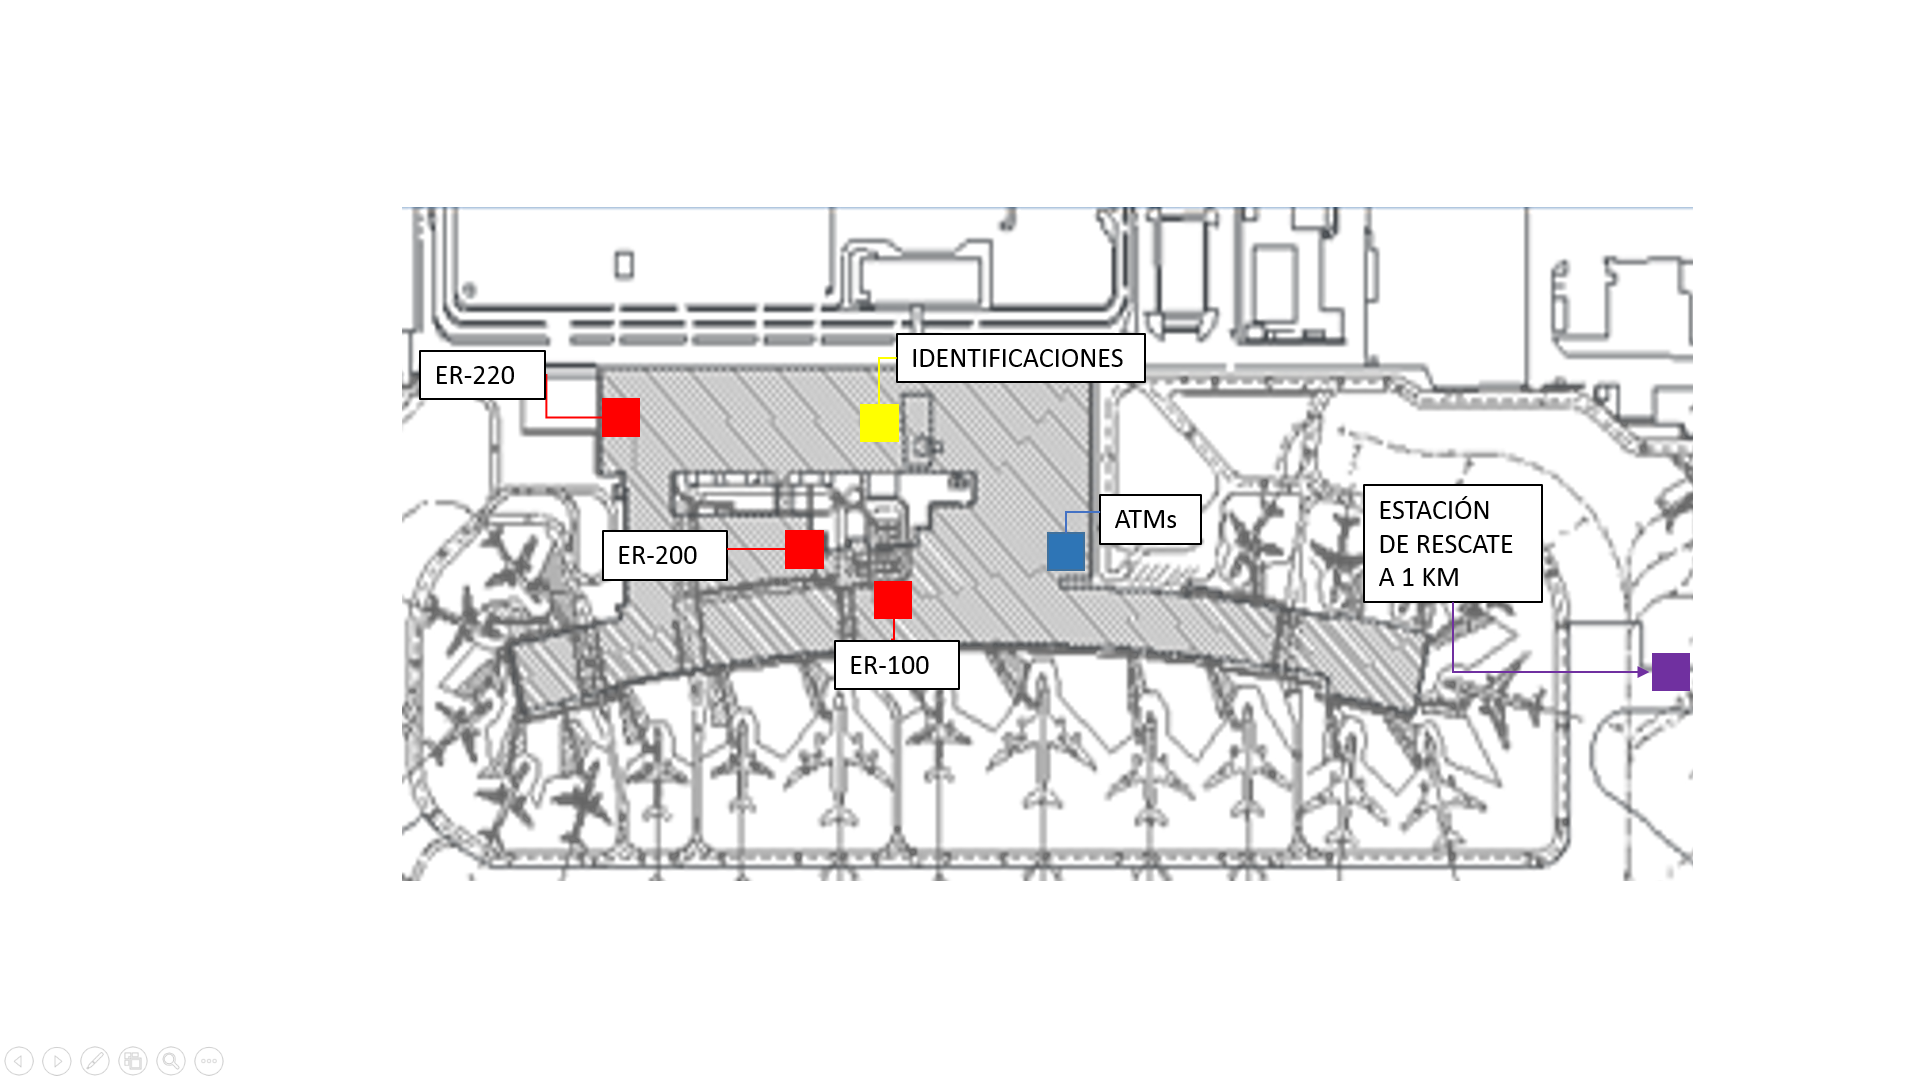 IDENTIFICACIONES
ER-220
ATMs
ESTACIÓN
DE RESCATE
A 1 KM
ER-200
ER-100